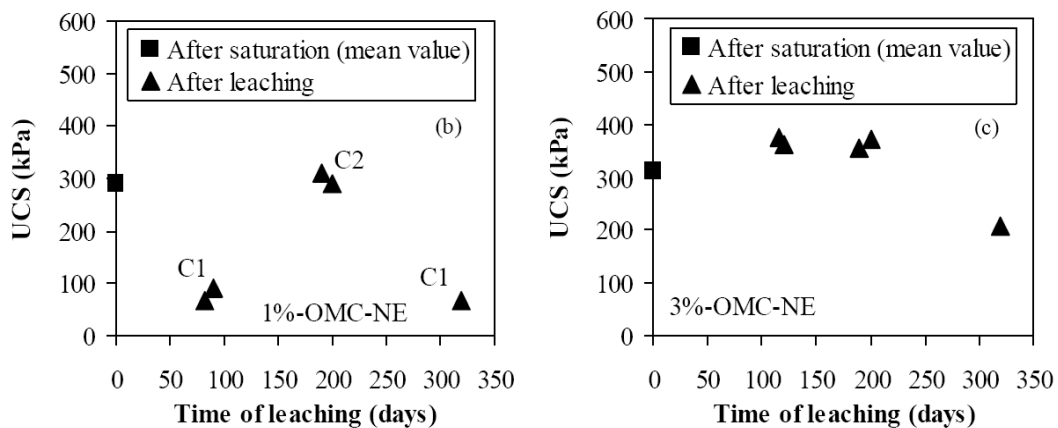 600
500
400
300
200
100
0
UCS (kPa)
After saturation (mean value)
After leaching
(b)
C2
C1
C1
1%-OMC-NE
0 50 100 150 200 250 300 350
Time of leaching (days)
600
500
400
300
200
100
0
UCS (kPa)
After saturation (mean value)
After leaching
(c)
3%-OMC-NE
0 50 100 150 200 250 300 350
Time of leaching (days)